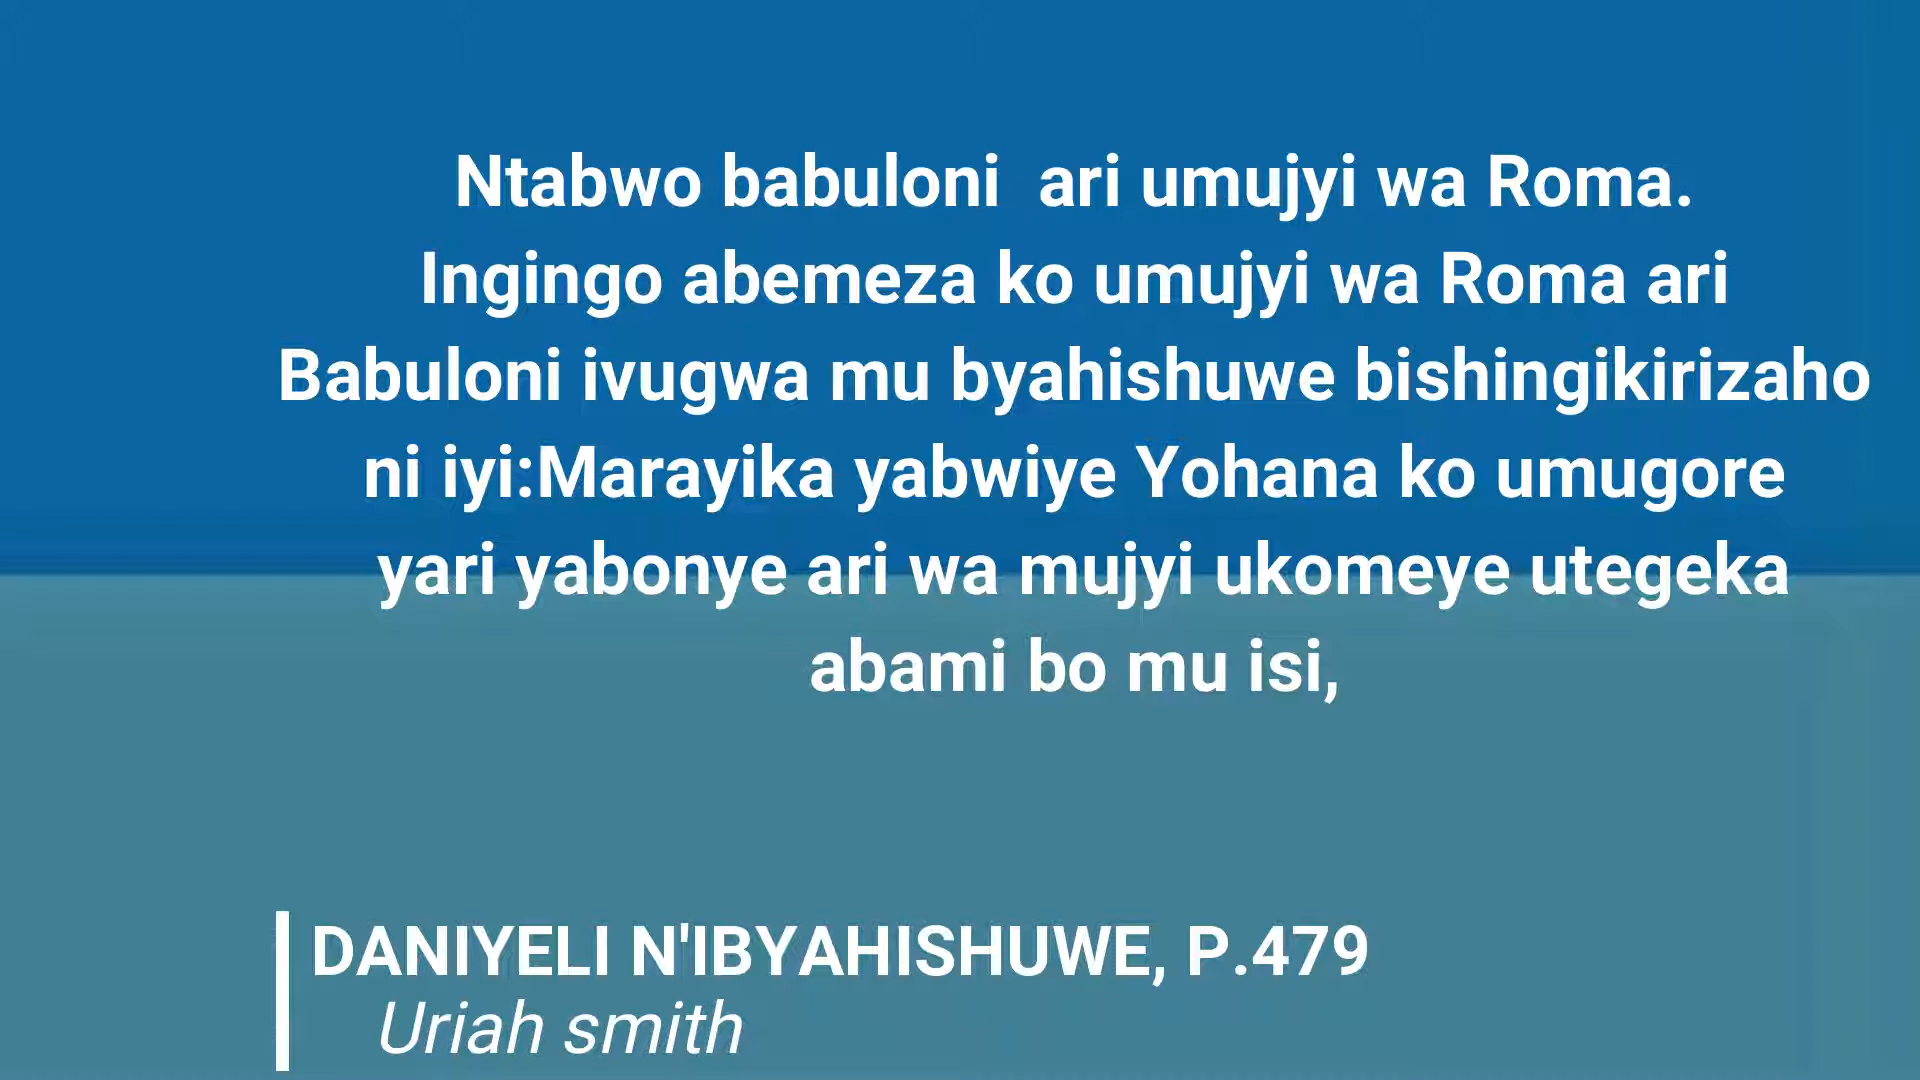 Ntabwo babuloni  ari umujyi wa Roma.
Ingingo abemeza ko umujyi wa Roma ari
Babuloni ivugwa mu byahishuwe bishingikirizaho
ni iyi:Marayika yabwiye Yohana ko umugore
yari yabonye ari wa mujyi ukomeye utegeka
abami bo mu isi,
DANIYELI N'IBYAHISHUWE, P.479
Uriah smith